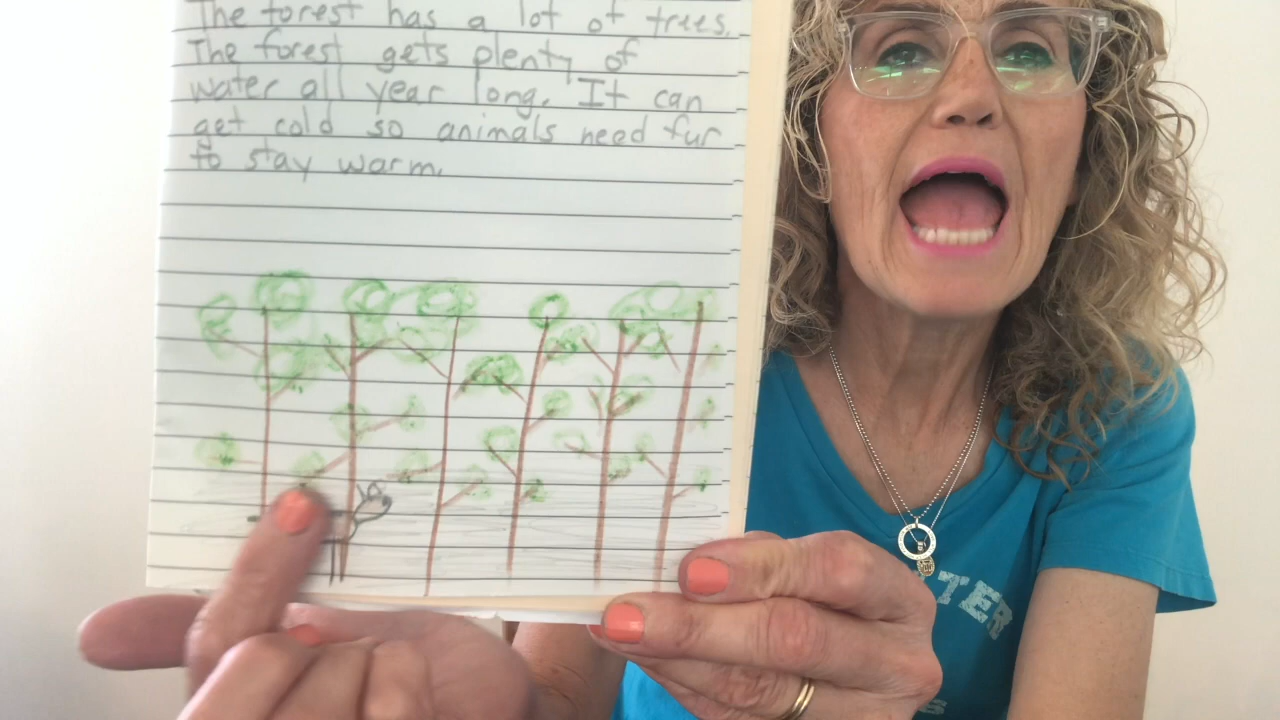 The forest has a lot of trees.
The forest gets plenty of
water all year long. It can
get cold so animals need fur
to stay warm.